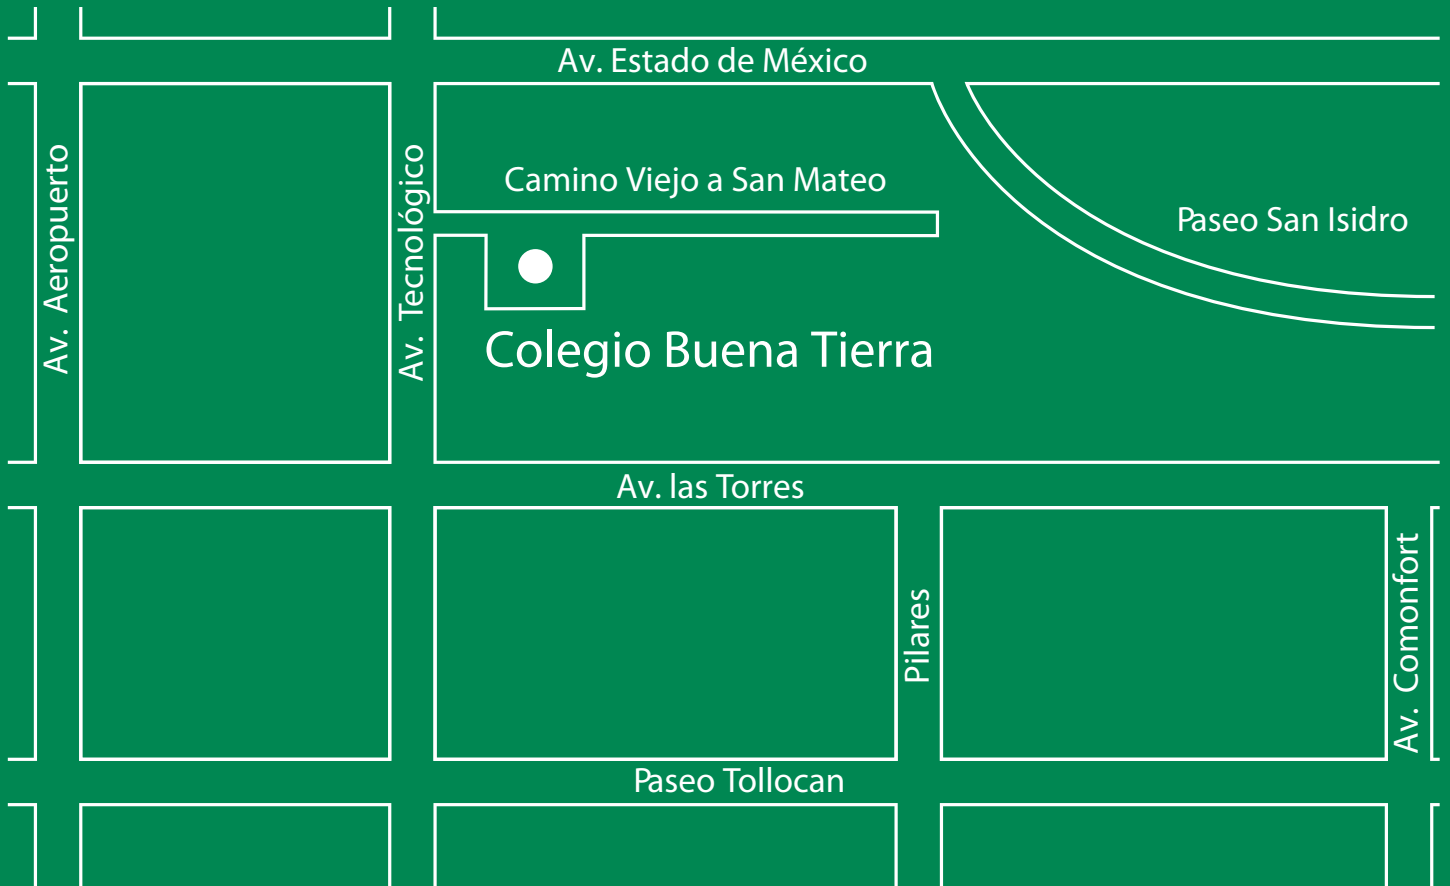 Av. Estado de México
Av. Aeropuerto
Av. Tecnológico
Camino Viejo a San Mateo
Paseo San Isidro
Colegio Buena Tierra
Av. las Torres
Pilares
Av. Comonfort
Paseo Tollocan